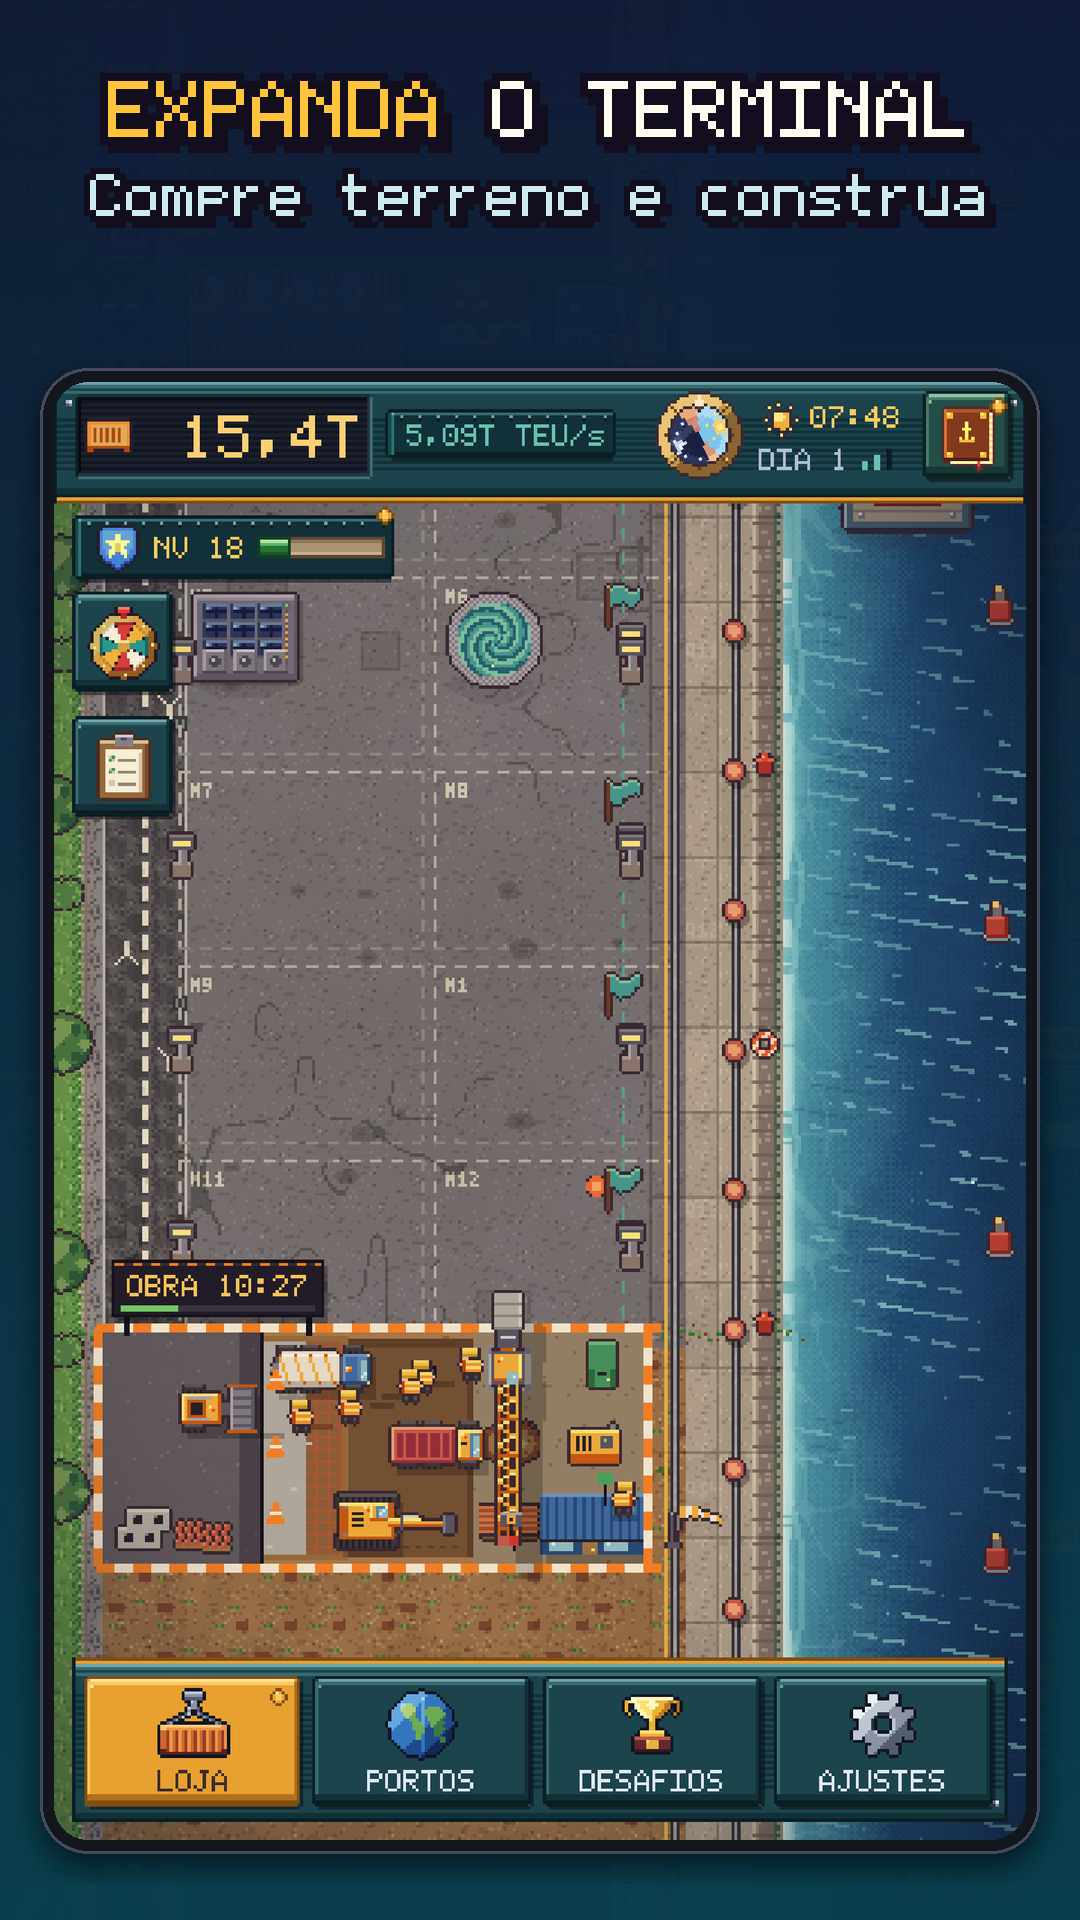 EXPANDA O TERMINAL
Compre terreno e construa
15,4T
5,09T TEU/s
07:48
DIA 1
NV 18
M6
M7
M8
M9
M11
M12
OBRA 10:27
LOJA
PORTOS
DESAFIOS
AJUSTES